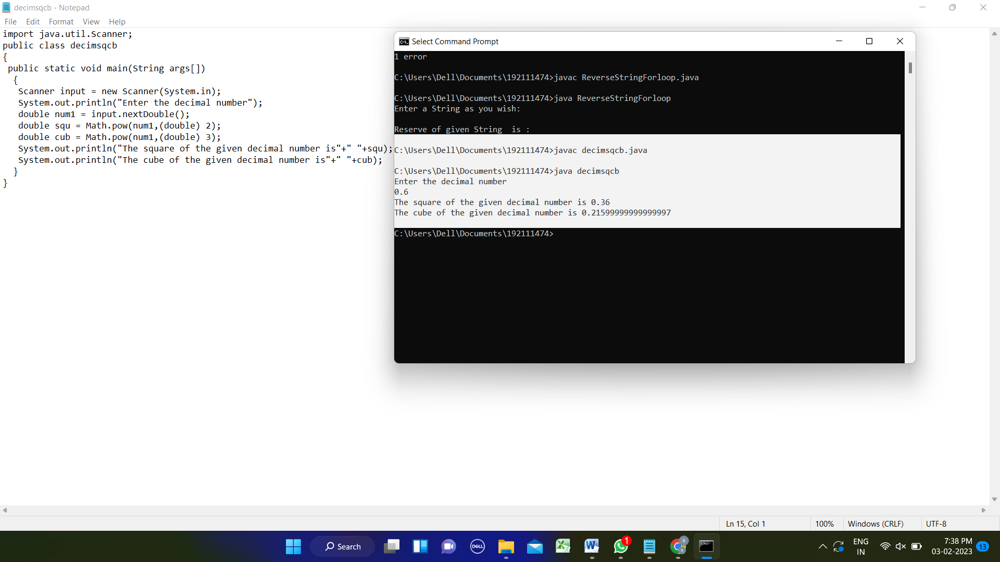 decimsqcb - Notepad
File Edit Format View Help
import java.util.Scanner;
public class decimsqcb
{
public static void main(String args[])
{
Scanner input = new Scanner(System.in);
System.out.println("Enter the decimal number");
double num1 = input.nextDouble();
double squ = Math.pow(num1,(double) 2);
double cub = Math.pow(num1,(double) 3);
System.out.println("The square of the given decimal number is"+" "+squ);
System.out.println("The cube of the given decimal number is"+" "+cub);
}
}
Select Command Prompt
1 error
C:\Users\Dell\Documents\192111474>javac ReverseStringForloop.java
C:\Users\Dell\Documents\192111474>java ReverseStringForloop
Enter a String as you wish:
Reserve of given String  is :
C:\Users\Dell\Documents\192111474>javac decimsqcb.java
C:\Users\Dell\Documents\192111474>java decimsqcb
Enter the decimal number
0.6
The square of the given decimal number is 0.36
The cube of the given decimal number is 0.21599999999999997
C:\Users\Dell\Documents\192111474>
Ln 15, Col 1 100% Windows (CRLF) UTF-8
Search
DELL
1
ENG
IN
7:38 PM
03-02-2023
13